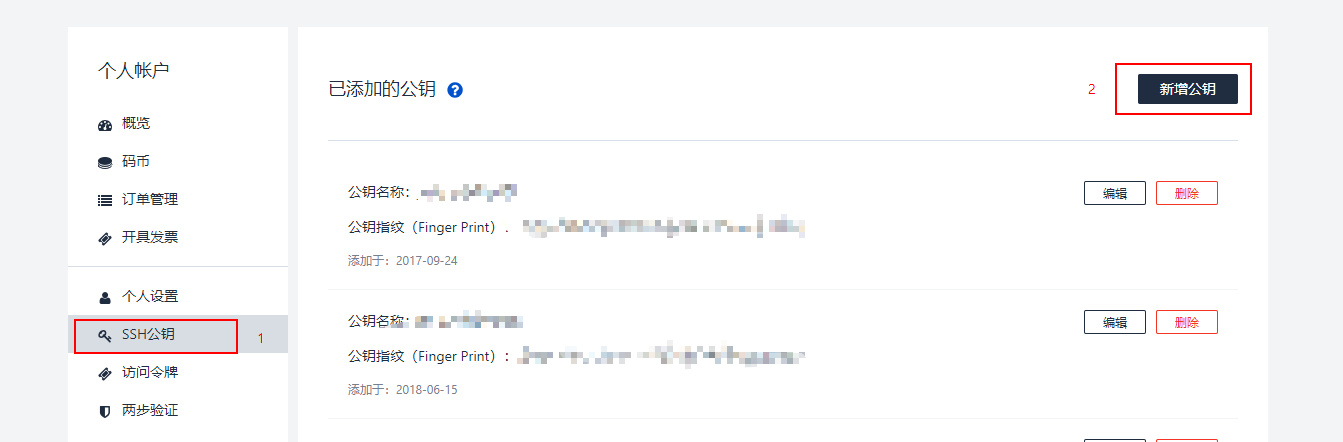 个人帐户
概览
码币
订单管理
开具发票
个人设置
SSH公钥 1
访问令牌
两步验证
已添加的公钥 ?
2 新增公钥
公钥名称： 编辑 删除
公钥指纹（Finger Print）
添加于：2017-09-24
公钥名称： 编辑 删除
公钥指纹（Finger Print）：
添加于：2018-06-15